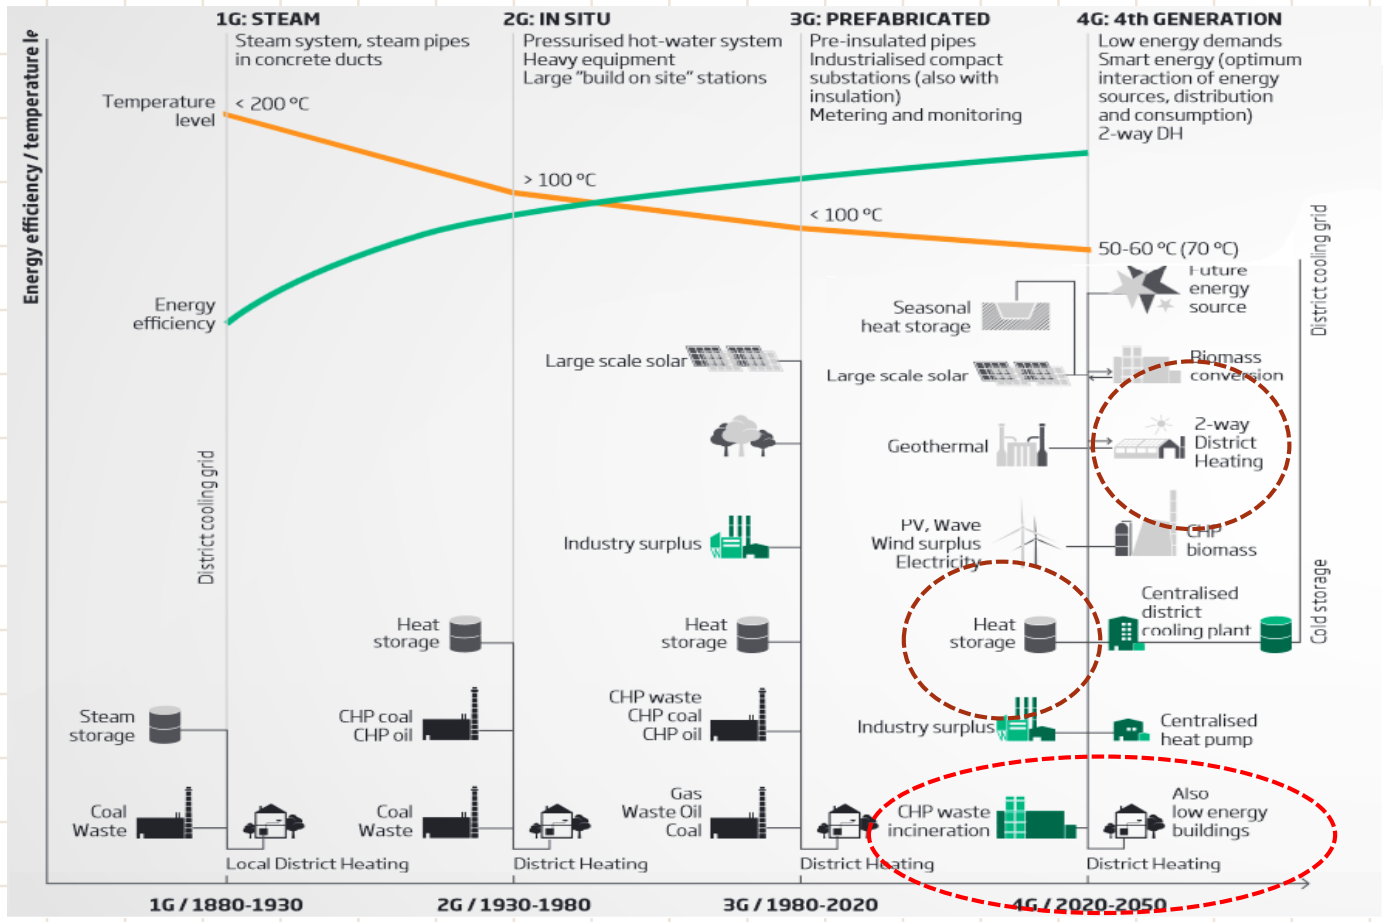 1G: STEAM
Steam system, steam pipes
in concrete ducts
2G: IN SITU
Pressurised hot-water system
Heavy equipment
Large "build on site" stations
3G: PREFABRICATED
Pre-insulated pipes
Industrialised compact
substations (also with
insulation)
Metering and monitoring
4G: 4th GENERATION
Low energy demands
Smart energy (optimum
interaction of energy
sources, distribution
and consumption)
2-way DH
Energy efficiency / temperature le
Temperature
level
< 200 °C
> 100 °C
< 100 °C
50-60 °C (70 °C)
Energy
efficiency
District cooling grid
Steam
storage
Coal
Waste
Local District Heating
Heat
storage
CHP coal
CHP oil
Coal
Waste
District Heating
Large scale solar
Industry surplus
Heat
storage
CHP waste
CHP coal
CHP oil
Gas
Waste Oil
Coal
District Heating
Seasonal
heat storage
Large scale solar
Geothermal
PV, Wave
Wind surplus
Electricity
Heat
storage
Industry surplus
CHP waste
incineration
Future
energy
source
Biomass
conversion
2-way
District
Heating
CHP
biomass
Centralised
district
cooling plant
Centralised
heat pump
Also
low energy
buildings
District Heating
District cooling grid
Cold storage
1G / 1880-1930
2G / 1930-1980
3G / 1980-2020
4G / 2020-2050